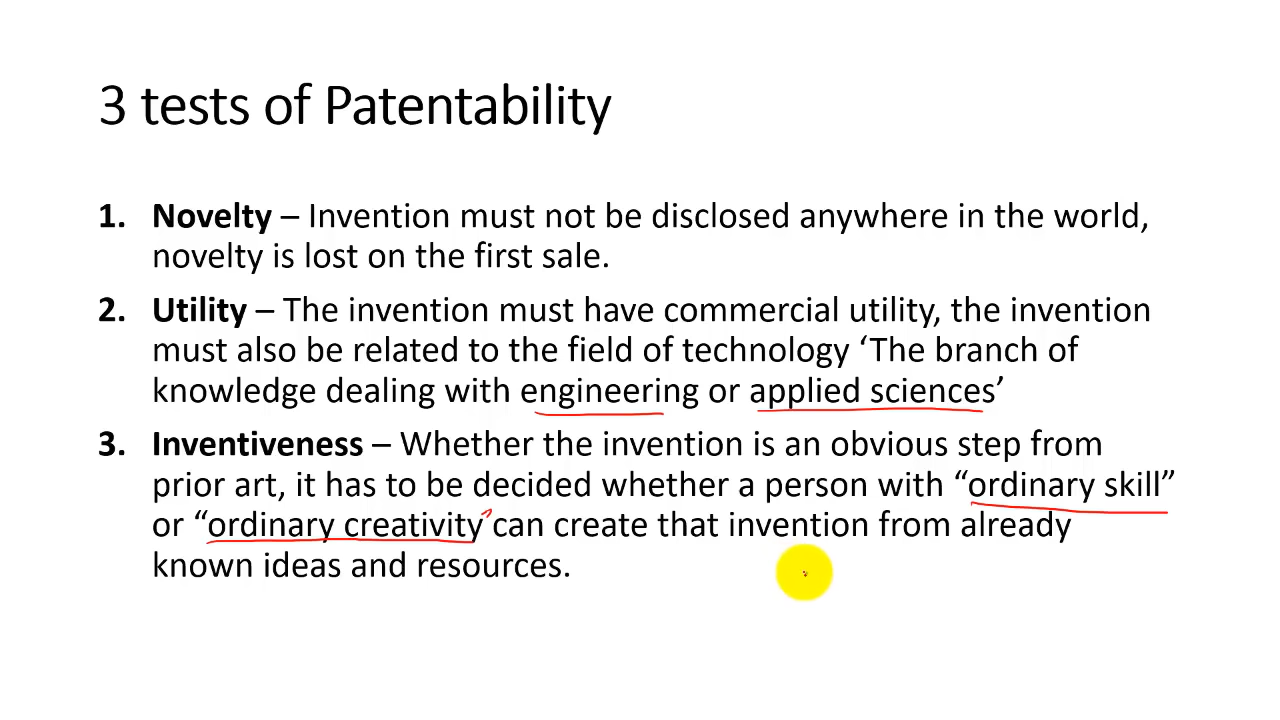 3 tests of Patentability
1. Novelty – Invention must not be disclosed anywhere in the world,
novelty is lost on the first sale.
2. Utility – The invention must have commercial utility, the invention
must also be related to the field of technology ‘The branch of
knowledge dealing with engineering or applied sciences’
3. Inventiveness – Whether the invention is an obvious step from
prior art, it has to be decided whether a person with “ordinary skill”
or “ordinary creativity" can create that invention from already
known ideas and resources.